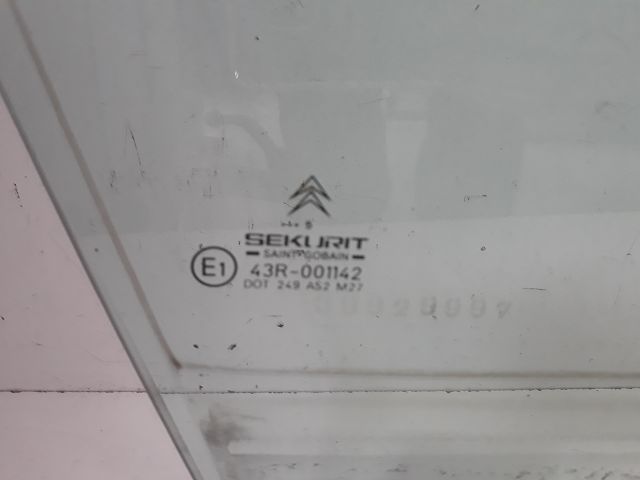 SEKURIT
SAINT-GOBAIN
E1
43R-001142
DOT 249 AS2 M27